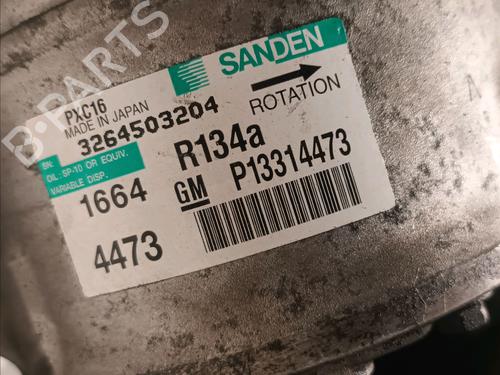 SANDEN
PXC16
MADE IN JAPAN
ROTATION
SN:
3264503204
OIL: SP-10 OR EQUIV.
VARIABLE DISP.
R134a
1664
GM P13314473
4473
B-PARTS